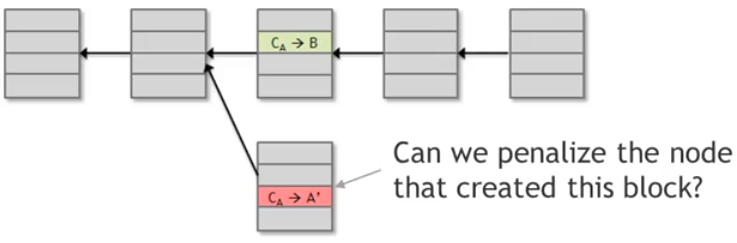 C_A → B
Can we penalize the node
that created this block?
C_A → A'